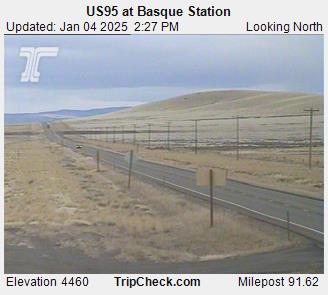 US95 at Basque Station
Updated: Jan 04 2025 2:27 PM Looking North
Elevation 4460 TripCheck.com Milepost 91.62